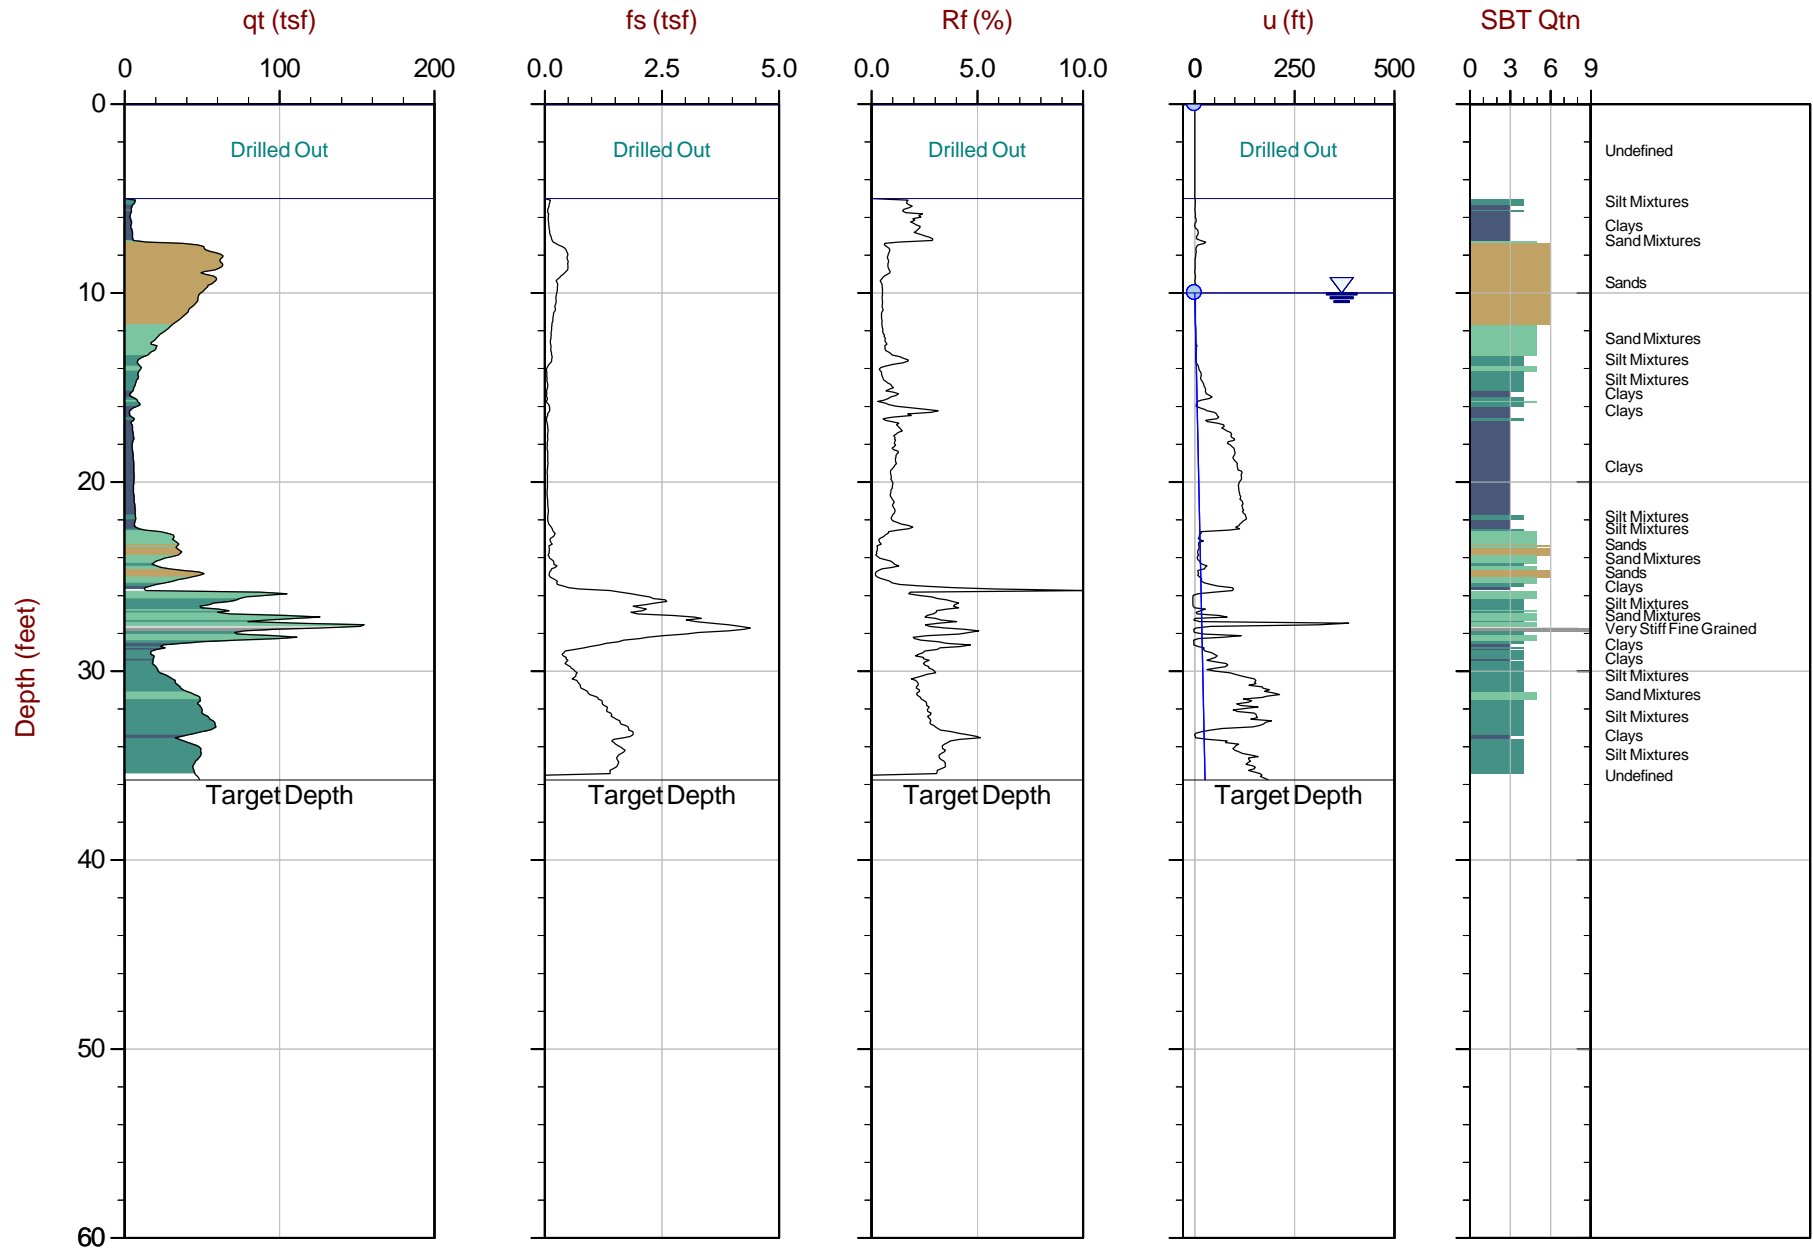 qt (tsf) fs (tsf) Rf (%) u (ft) SBT Qtn
0 100 200 0.0 2.5 5.0 0.0 5.0 10.0 0 250 500 0 3 6 9
0
Drilled Out Drilled Out Drilled Out Drilled Out
Undefined
Silt Mixtures
Clays
Sand Mixtures
Sands
10
Sand Mixtures
Silt Mixtures
Silt Mixtures
Clays
Clays
Clays
20
Silt Mixtures
Silt Mixtures
Sands
Sand Mixtures
Sands
Clays
Silt Mixtures
Sand Mixtures
Very Stiff Fine Grained
Clays
Clays
30
Silt Mixtures
Sand Mixtures
Silt Mixtures
Clays
Silt Mixtures
Undefined
Target Depth Target Depth Target Depth Target Depth
Depth (feet)
40
50
60